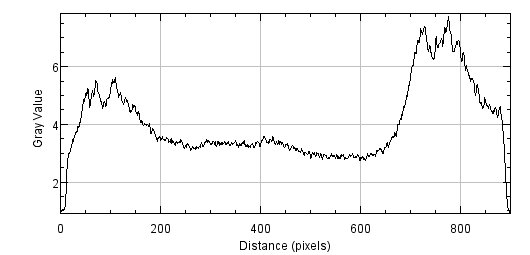 Gray Value
6
4
2
0 200 400 600 800
Distance (pixels)